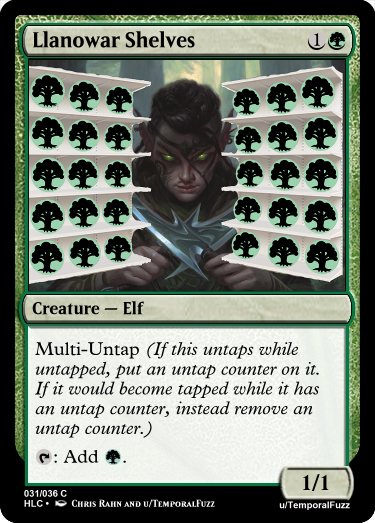 Llanowar Shelves 1
Creature — Elf
Multi-Untap (If this untaps while
untapped, put an untap counter on it.
If it would become tapped while it has
an untap counter, instead remove an
untap counter.)
: Add .
1/1
031/036 C
HLC • Chris Rahn and u/TemporalFuzz
u/TemporalFuzz